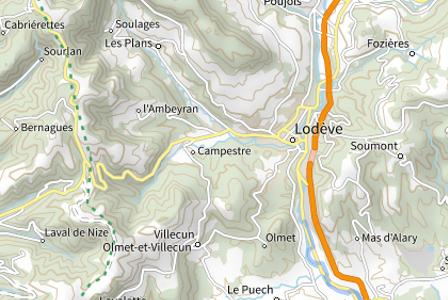 Poujols
Cabriérettes
Soulages
Les Plans
Fozières
Sourlan
l'Ambeyran
Bernagues
Lodève
Campestre
Soumont
Laval de Nize
Villecun
Olmet-et-Villecun
Olmet
Mas d'Alary
Le Puech